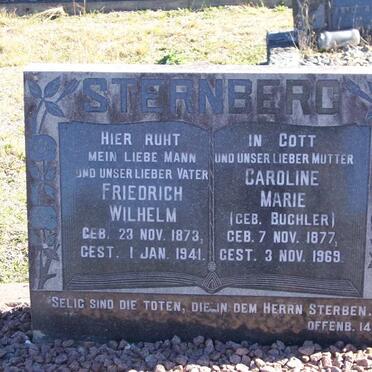 STERNBERG
HIER RUHT
MEIN LIEBE MANN
UND UNSER LIEBER VATER
FRIEDRICH
WILHELM
GEB. 23 NOV. 1873,
GEST. 1 JAN. 1941.
IN GOTT
UND UNSER LIEBER MUTTER
CAROLINE
MARIE
(GEB. BUCHLER)
GEB. 7 NOV. 1877,
GEST. 3 NOV. 1969.
SELIG SIND DIE TOTEN, DIE IN DEM HERRN STERBEN.
OFFENB. 14